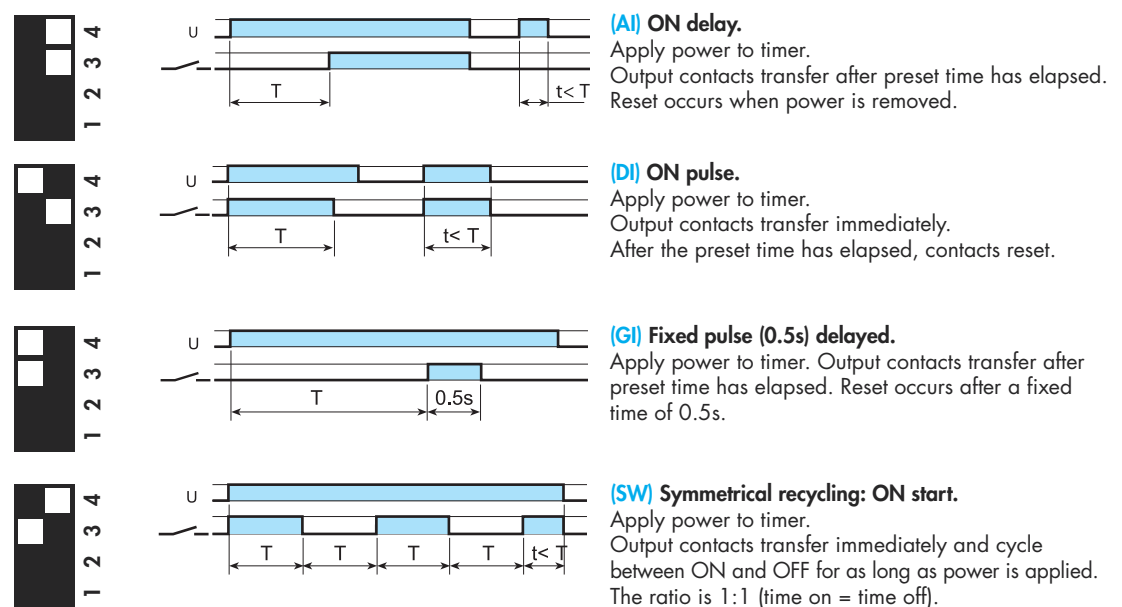 4
3
2
1
U
T
t< T
(AI) ON delay.
Apply power to timer.
Output contacts transfer after preset time has elapsed.
Reset occurs when power is removed.
4
3
2
1
U
T
t< T
(DI) ON pulse.
Apply power to timer.
Output contacts transfer immediately.
After the preset time has elapsed, contacts reset.
4
3
2
1
U
T
0.5s
(GI) Fixed pulse (0.5s) delayed.
Apply power to timer. Output contacts transfer after
preset time has elapsed. Reset occurs after a fixed
time of 0.5s.
4
3
2
1
U
T T T T t< T
(SW) Symmetrical recycling: ON start.
Apply power to timer.
Output contacts transfer immediately and cycle
between ON and OFF for as long as power is applied.
The ratio is 1:1 (time on = time off).